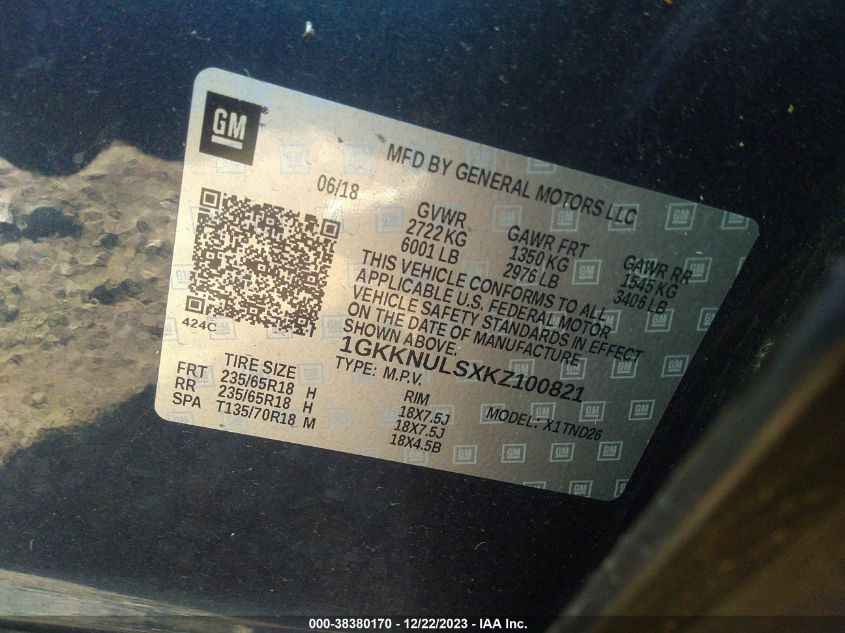 GM
MFD BY GENERAL MOTORS LLC
06/18
GVWR
2722 KG
6001 LB
GAWR FRT
1350 KG
2976 LB
GAWR RR
1545 KG
3406 LB
THIS VEHICLE CONFORMS TO ALL
APPLICABLE U.S. FEDERAL MOTOR
VEHICLE SAFETY STANDARDS IN EFFECT
ON THE DATE OF MANUFACTURE
SHOWN ABOVE.
424C
1GKKNULSXKZ100821
TYPE: M.P.V.
MODEL: X1TND26
TIRE SIZE RIM
FRT 235/65R18 H 18X7.5J
RR 235/65R18 H 18X7.5J
SPA T135/70R18 M 18X4.5B
000-38380170 - 12/22/2023 - IAA Inc.